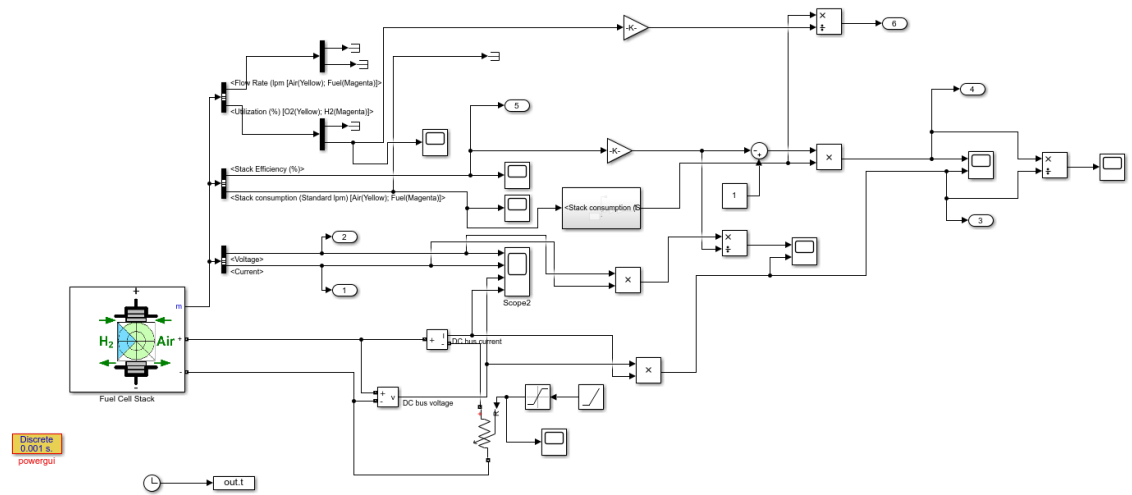 -K-
×
÷
6
<Flow Rate (lpm [Air(Yellow); Fuel(Magenta)]>
4
<Utilization (%) [O2(Yellow); H2(Magenta)]>
5
-K-
-
+
×
×
÷
<Stack Efficiency (%)>
<Stack consumption (Standard lpm) [Air(Yellow); Fuel(Magenta)]>
1
<Stack consumption
3
2
×
÷
<Voltage>
<Current>
×
1
Scope2
+
m
H2
Air
+
-
-
Fuel Cell Stack
+
i
-
DC bus current
×
+
-
v
DC bus voltage
+
R
Discrete
0.001 s.
powergui
out.t